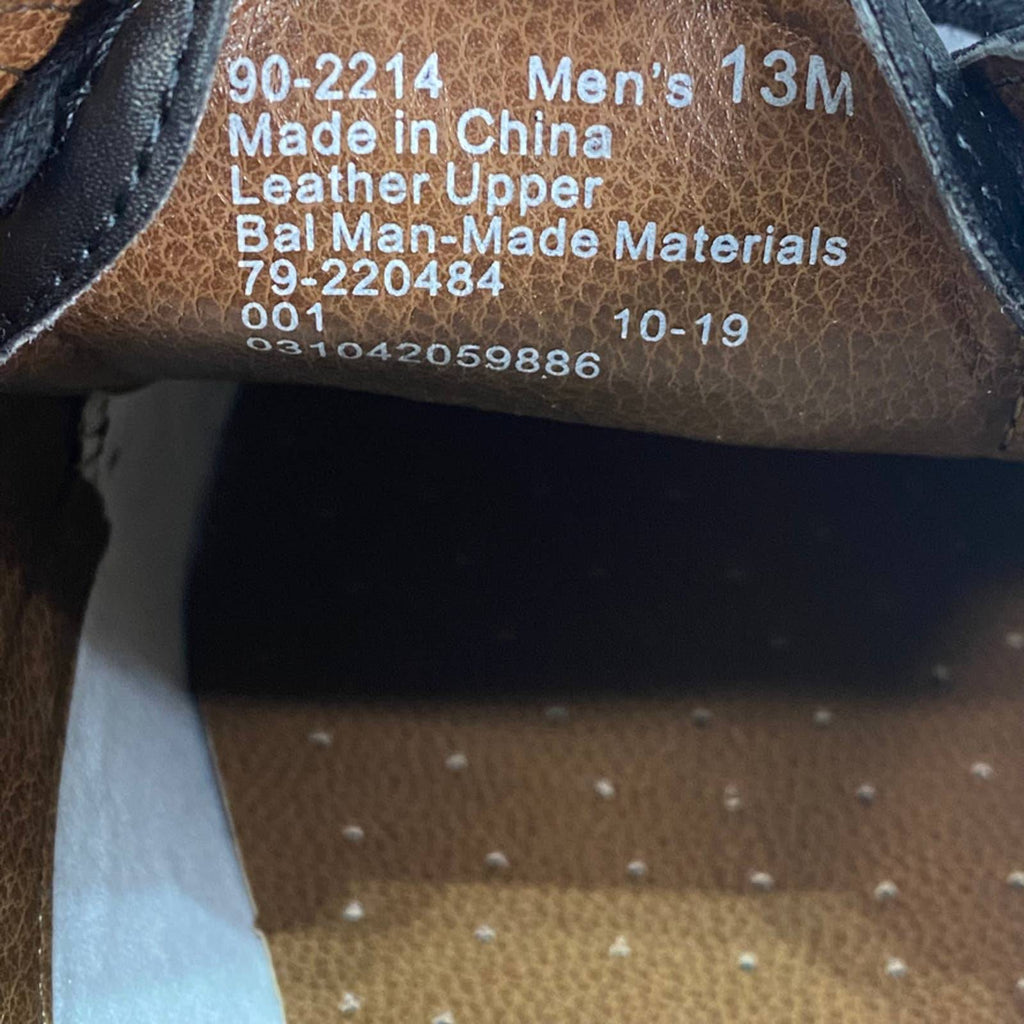 90-2214 Men's 13M
Made in China
Leather Upper
Bal Man-Made Materials
79-220484
001 10-19
031042059886